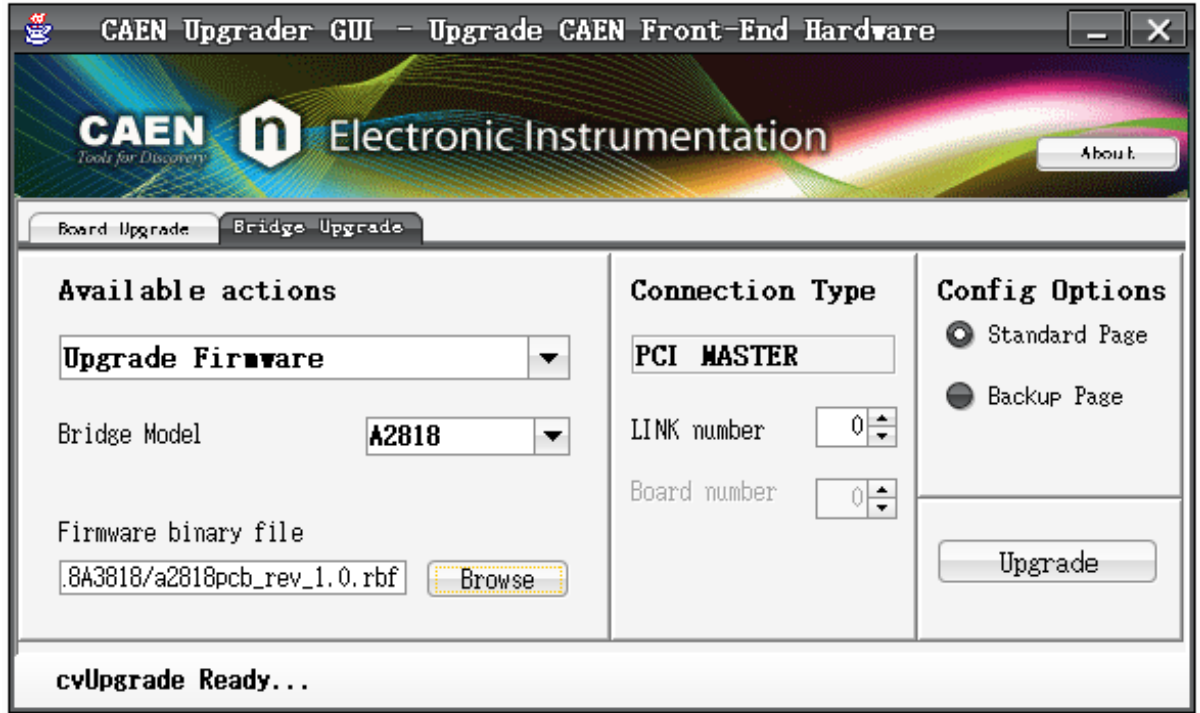 CAEN Upgrader GUI - Upgrade CAEN Front-End Hardware
CAEN n Electronic Instrumentation
Tools for Discovery
About
Board Upgrade Bridge Upgrade
Available actions
Upgrade Firmware
Bridge Model A2818
Firmware binary file
.8A3818/a2818pcb_rev_1.0.rbf Browse
Connection Type
PCI MASTER
LINK number 0
Board number 0
Config Options
Standard Page
Backup Page
Upgrade
cvUpgrade Ready...